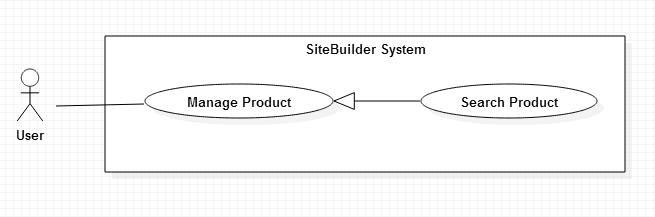 SiteBuilder System
Manage Product
Search Product
User